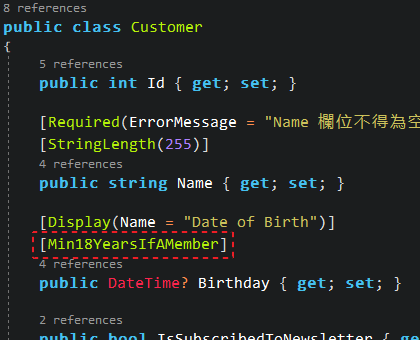 8 references
public class Customer
{
5 references
public int Id { get; set; }
[Required(ErrorMessage = "Name 欄位不得為空
[StringLength(255)]
4 references
public string Name { get; set; }
[Display(Name = "Date of Birth")]
[Min18YearsIfAMember]
4 references
public DateTime? Birthday { get; set; }
2 references
public bool IsSubscribedToNewsletter { ge